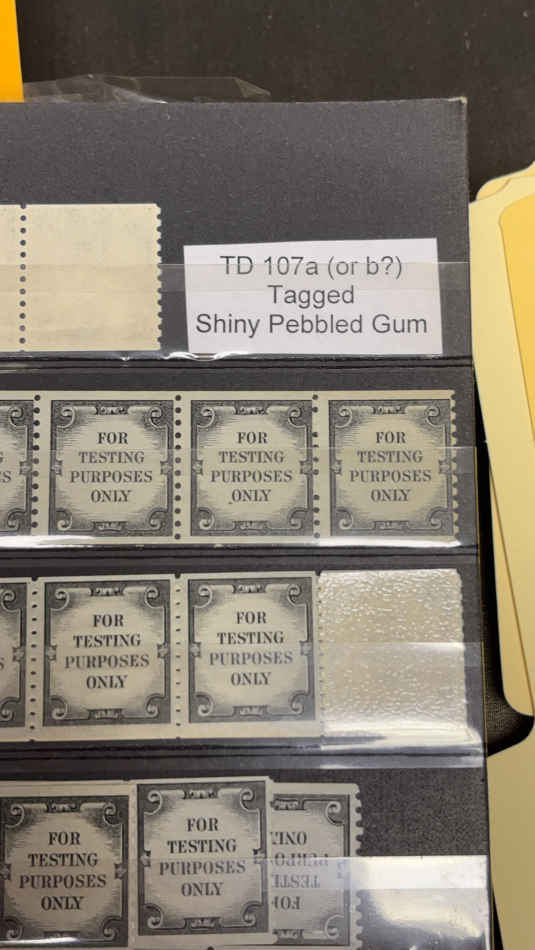 TD 107a (or b?)
Tagged
Shiny Pebbled Gum
FOR
TESTING
PURPOSES
ONLY
FOR
TESTING
PURPOSES
ONLY
FOR
TESTING
PURPOSES
ONLY
FOR
TESTING
PURPOSES
ONLY
FOR
TESTING
PURPOSES
ONLY
FOR
TESTING
PURPOSES
ONLY
FOR
TESTING
PURPOSES
ONLY